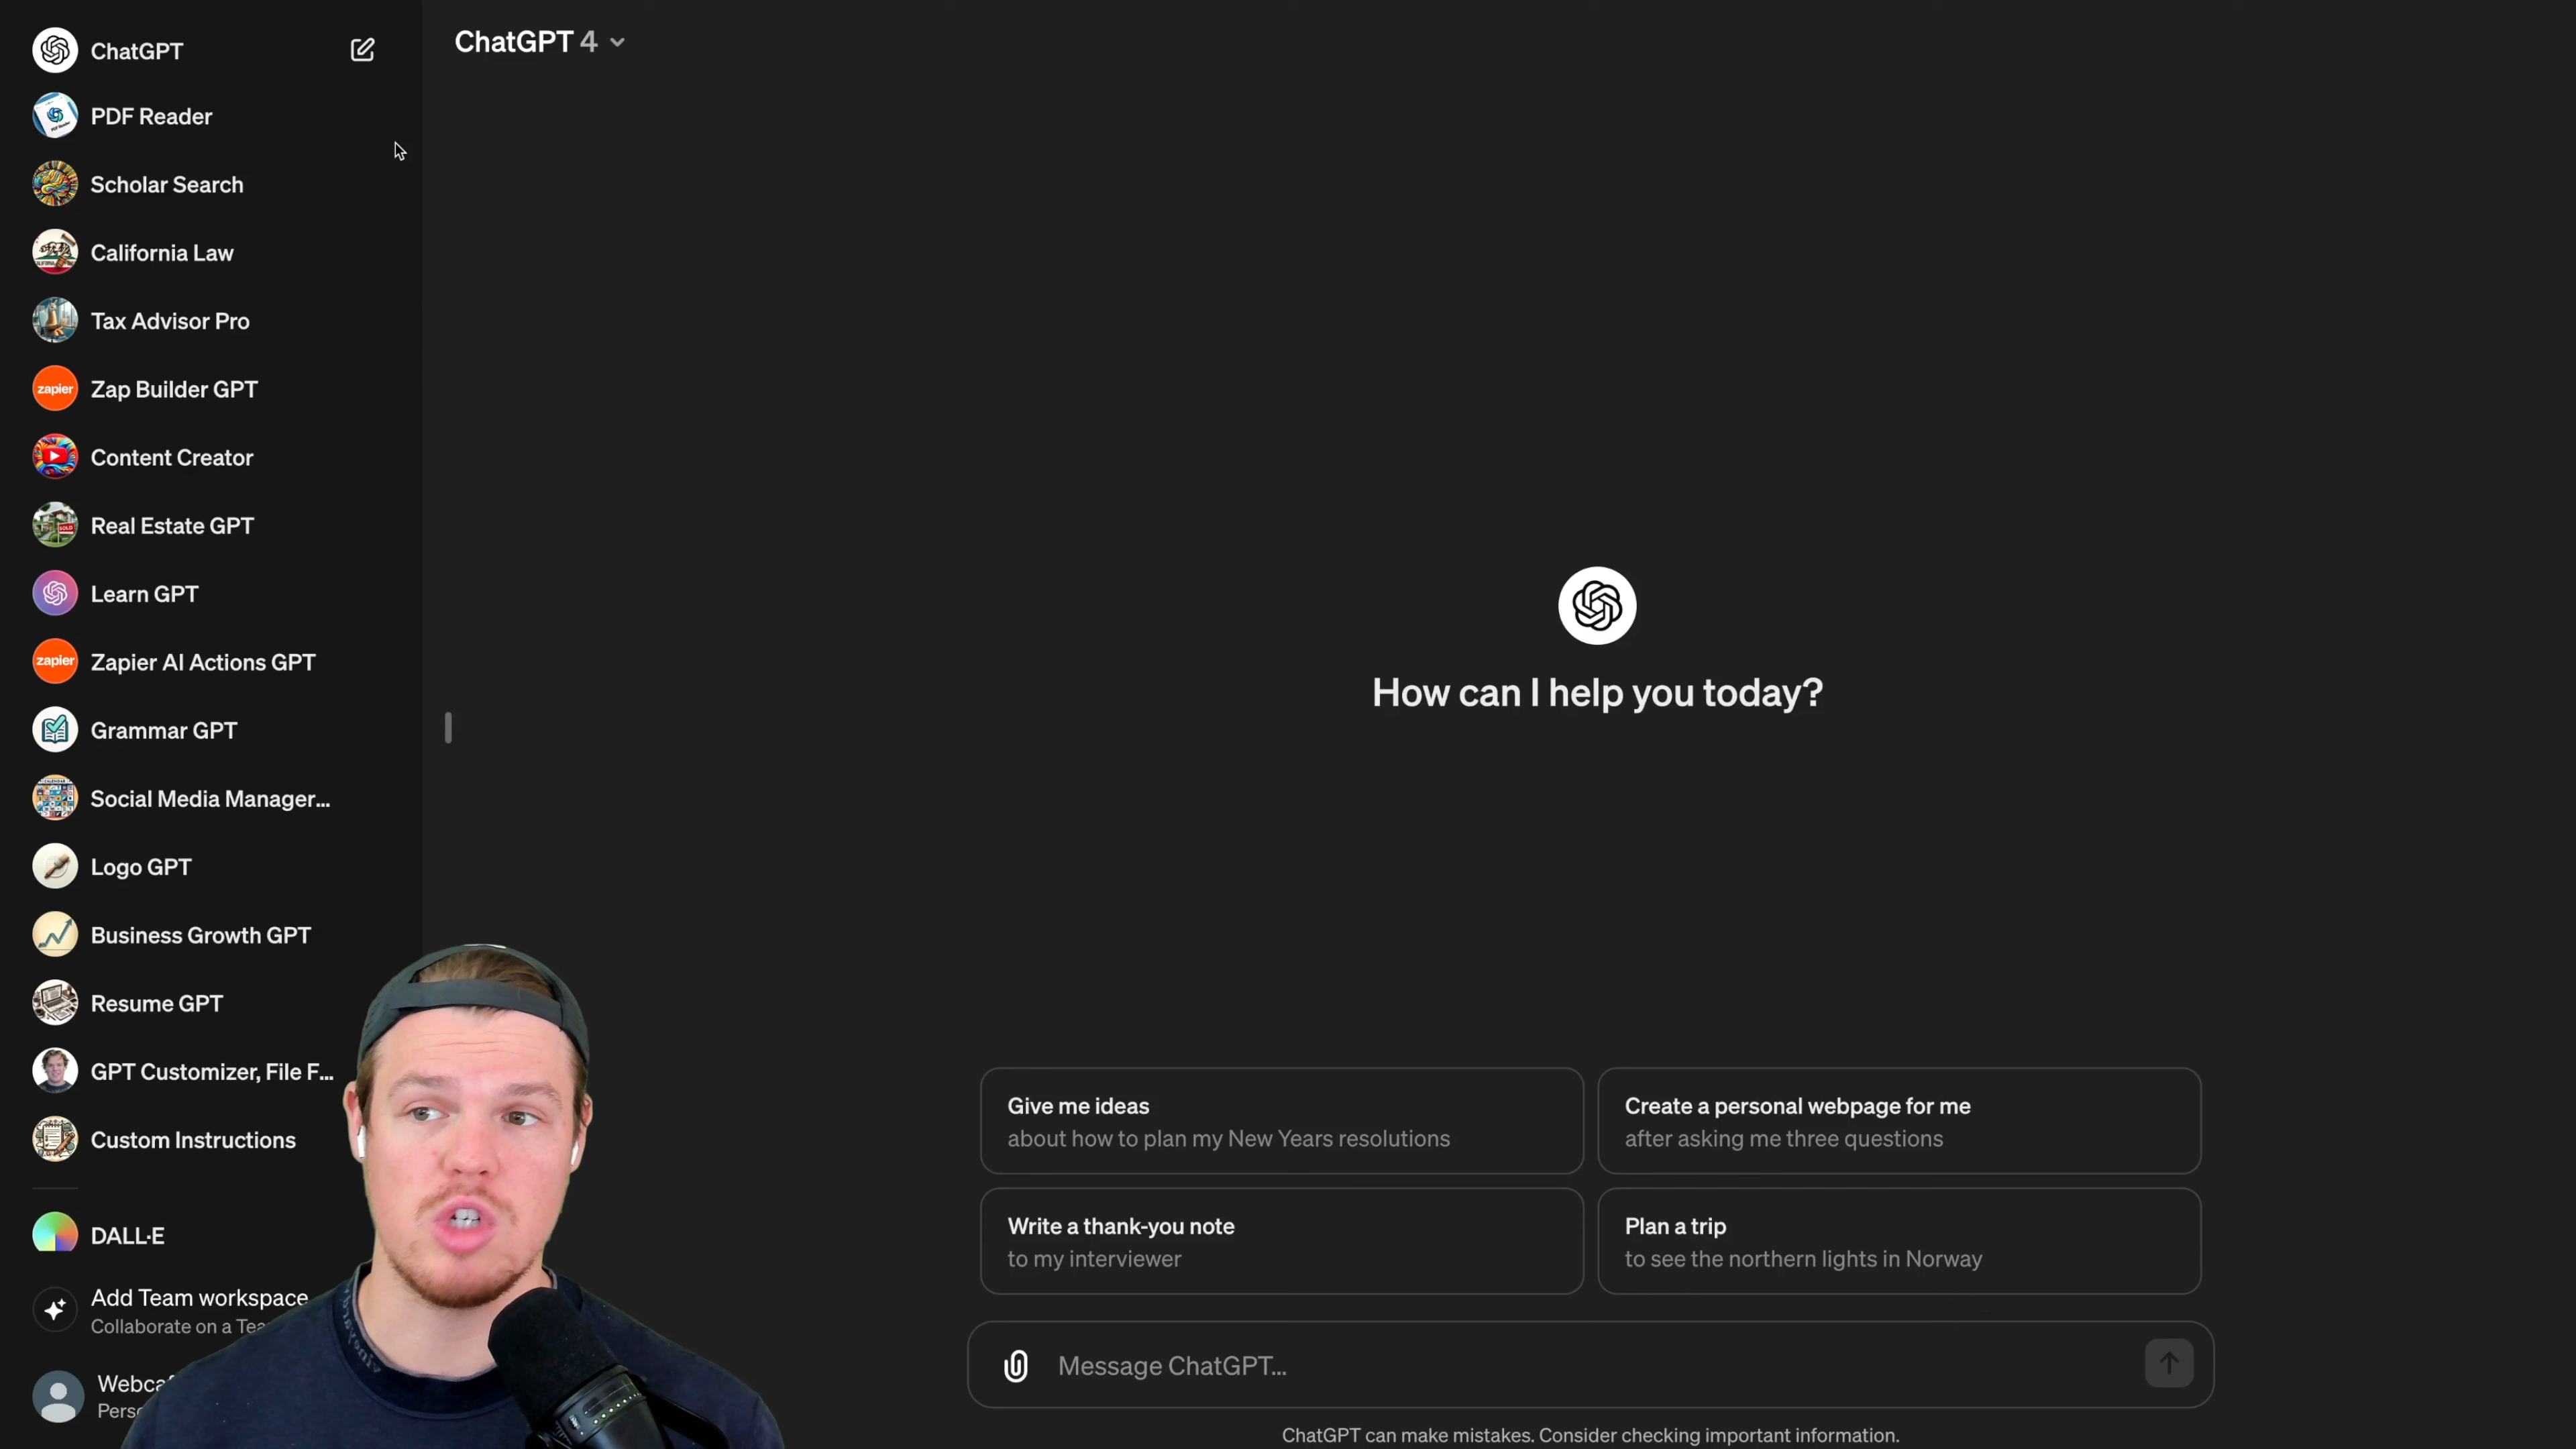 ChatGPT
PDF Reader
Scholar Search
California Law
Tax Advisor Pro
zapier
Zap Builder GPT
Content Creator
Real Estate GPT
Learn GPT
zapier
Zapier AI Actions GPT
Grammar GPT
Social Media Manager...
Logo GPT
Business Growth GPT
Resume GPT
GPT Customizer, File F...
Custom Instructions
DALL·E
Add Team workspace
Collaborate on a Tea
Webca
Pers
ChatGPT 4
How can I help you today?
Give me ideas
about how to plan my New Years resolutions
Create a personal webpage for me
after asking me three questions
Write a thank-you note
to my interviewer
Plan a trip
to see the northern lights in Norway
Message ChatGPT...
ChatGPT can make mistakes. Consider checking important information.